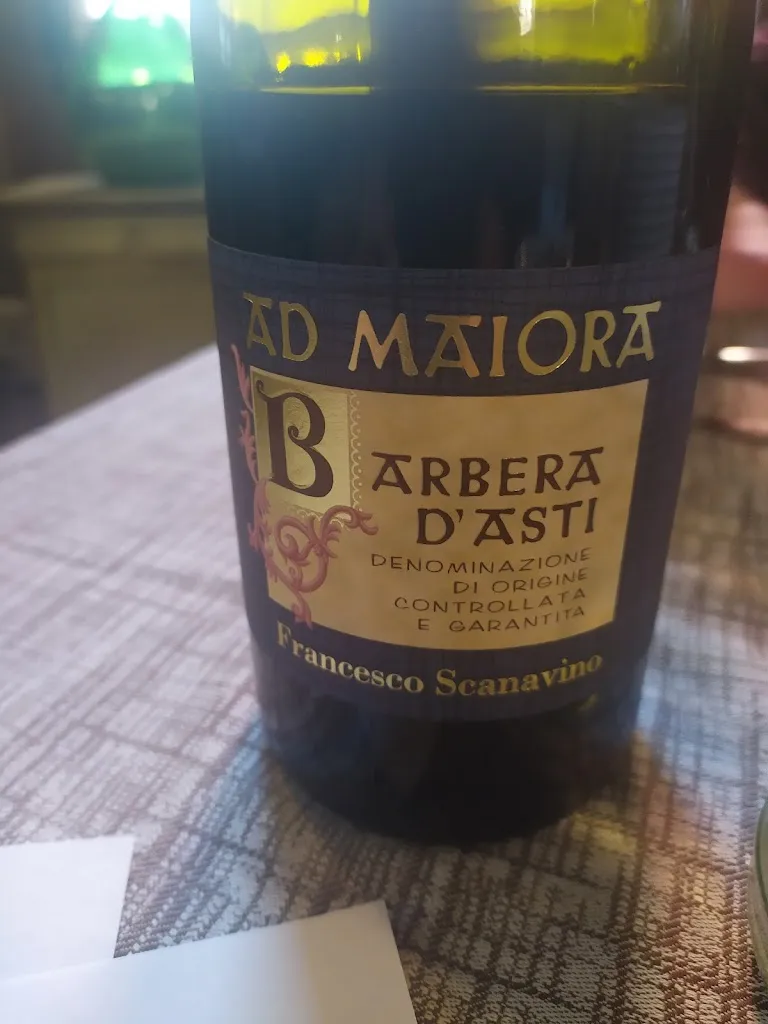 AD MAIORA
BARBERA
D'ASTI
DENOMINAZIONE
DI ORIGINE
CONTROLLATA
E GARANTITA
Francesco Scanavino